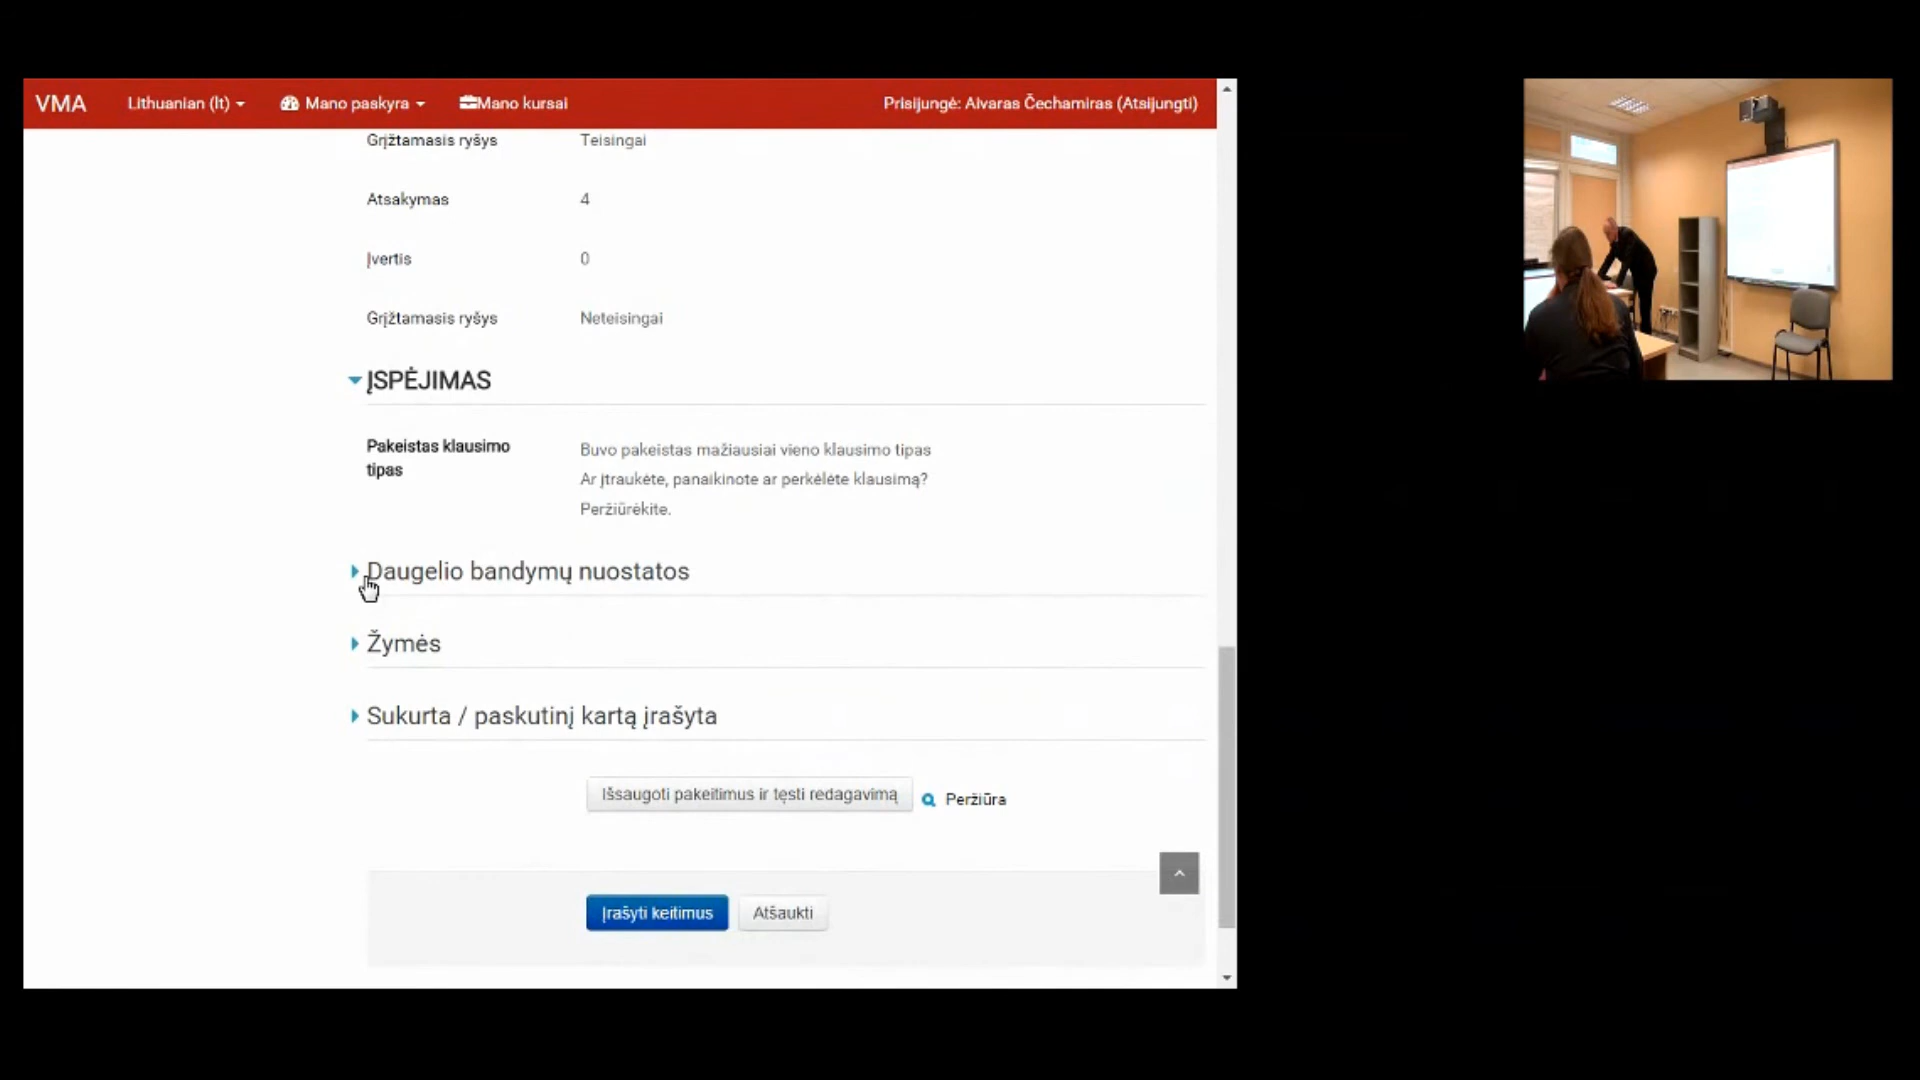 VMA Lithuanian (lt) Mano paskyra Mano kursai Prisijungė: Aivaras Čechamiras (Atsijungti)
Grįžtamasis ryšys Teisingai
Atsakymas 4
Įvertis 0
Grįžtamasis ryšys Neteisingai
ĮSPĖJIMAS
Pakeistas klausimo
tipas
Buvo pakeistas mažiausiai vieno klausimo tipas
Ar įtraukėte, panaikinote ar perkėlėte klausimą?
Peržiūrėkite.
Daugelio bandymų nuostatos
Žymės
Sukurta / paskutinį kartą įrašyta
Išsaugoti pakeitimus ir tęsti redagavimą Peržiūra
Įrašyti keitimus Atšaukti